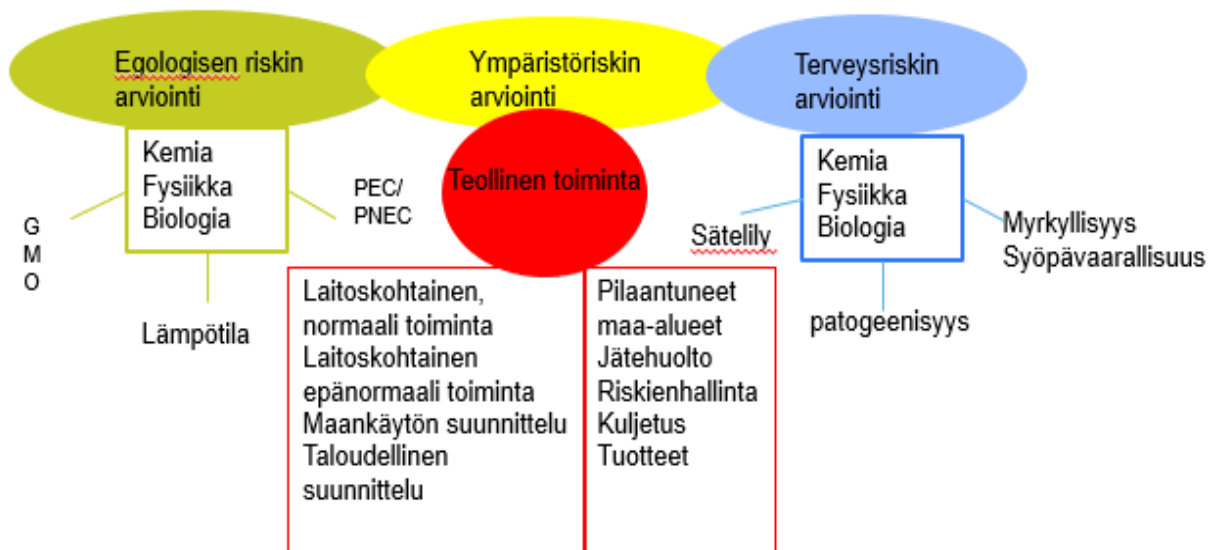 Egologisen riskin
arviointi
Ympäristöriskin
arviointi
Terveysriskin
arviointi
Kemia
Fysiikka
Biologia
G
M
O
PEC/
PNEC
Lämpötila
Teollinen toiminta
Laitoskohtainen,
normaali toiminta
Laitoskohtainen
epänormaali toiminta
Maankäytön suunnittelu
Taloudellinen
suunnittelu
Pilaantuneet
maa-alueet
Jätehuolto
Riskienhallinta
Kuljetus
Tuotteet
Kemia
Fysiikka
Biologia
Sätelily
Myrkyllisyys
Syöpävaarallisuus
patogeenisyys